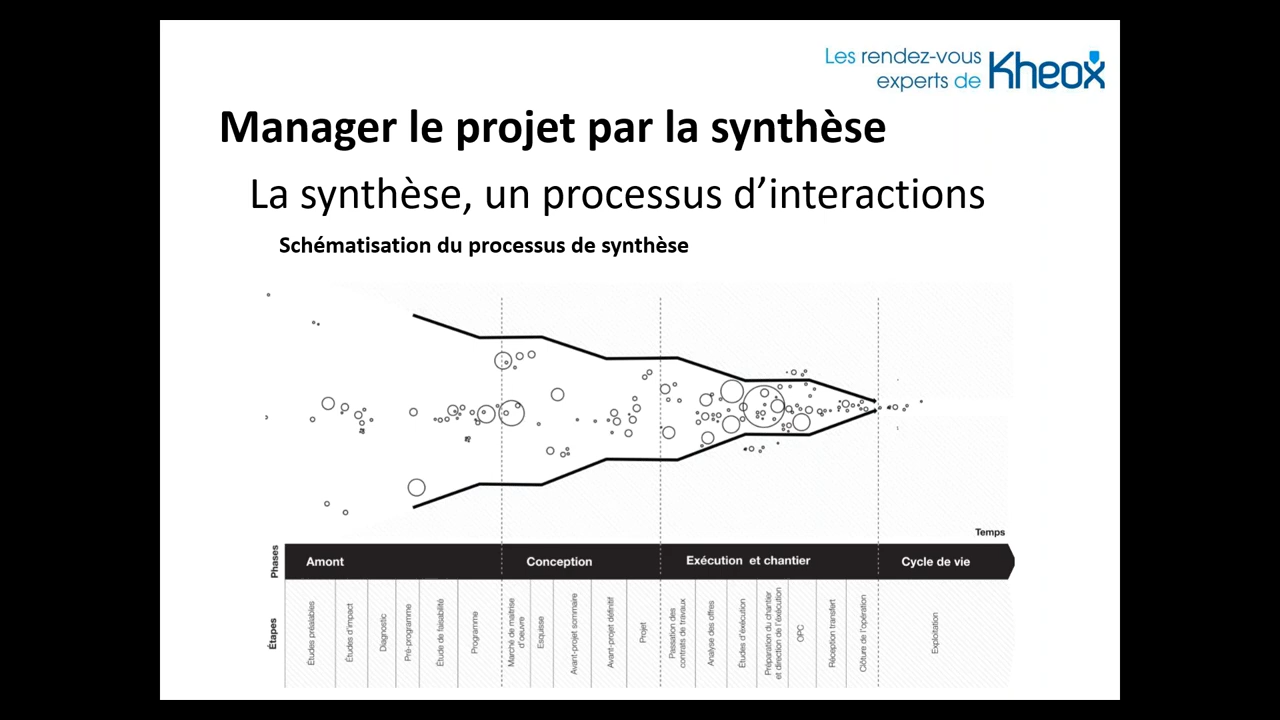 Les rendez-vous
experts de Kheox
Manager le projet par la synthèse
La synthèse, un processus d’interactions
Schématisation du processus de synthèse
Temps
Phases
Amont
Conception
Exécution et chantier
Cycle de vie
Étapes
Études préalables
Études d'impact
Diagnostic
Pré-programme
Étude de faisabilité
Programme
Marché de maîtrise
d'oeuvre
Esquisse
Avant-projet sommaire
Avant-projet définitif
Projet
Passation des
contrats de travaux
Analyse des offres
Études d'éxécution
Préparation du chantier
et direction de l'éxécution
OPC
Réception transfert
Clôture de l'opération
Exploitation